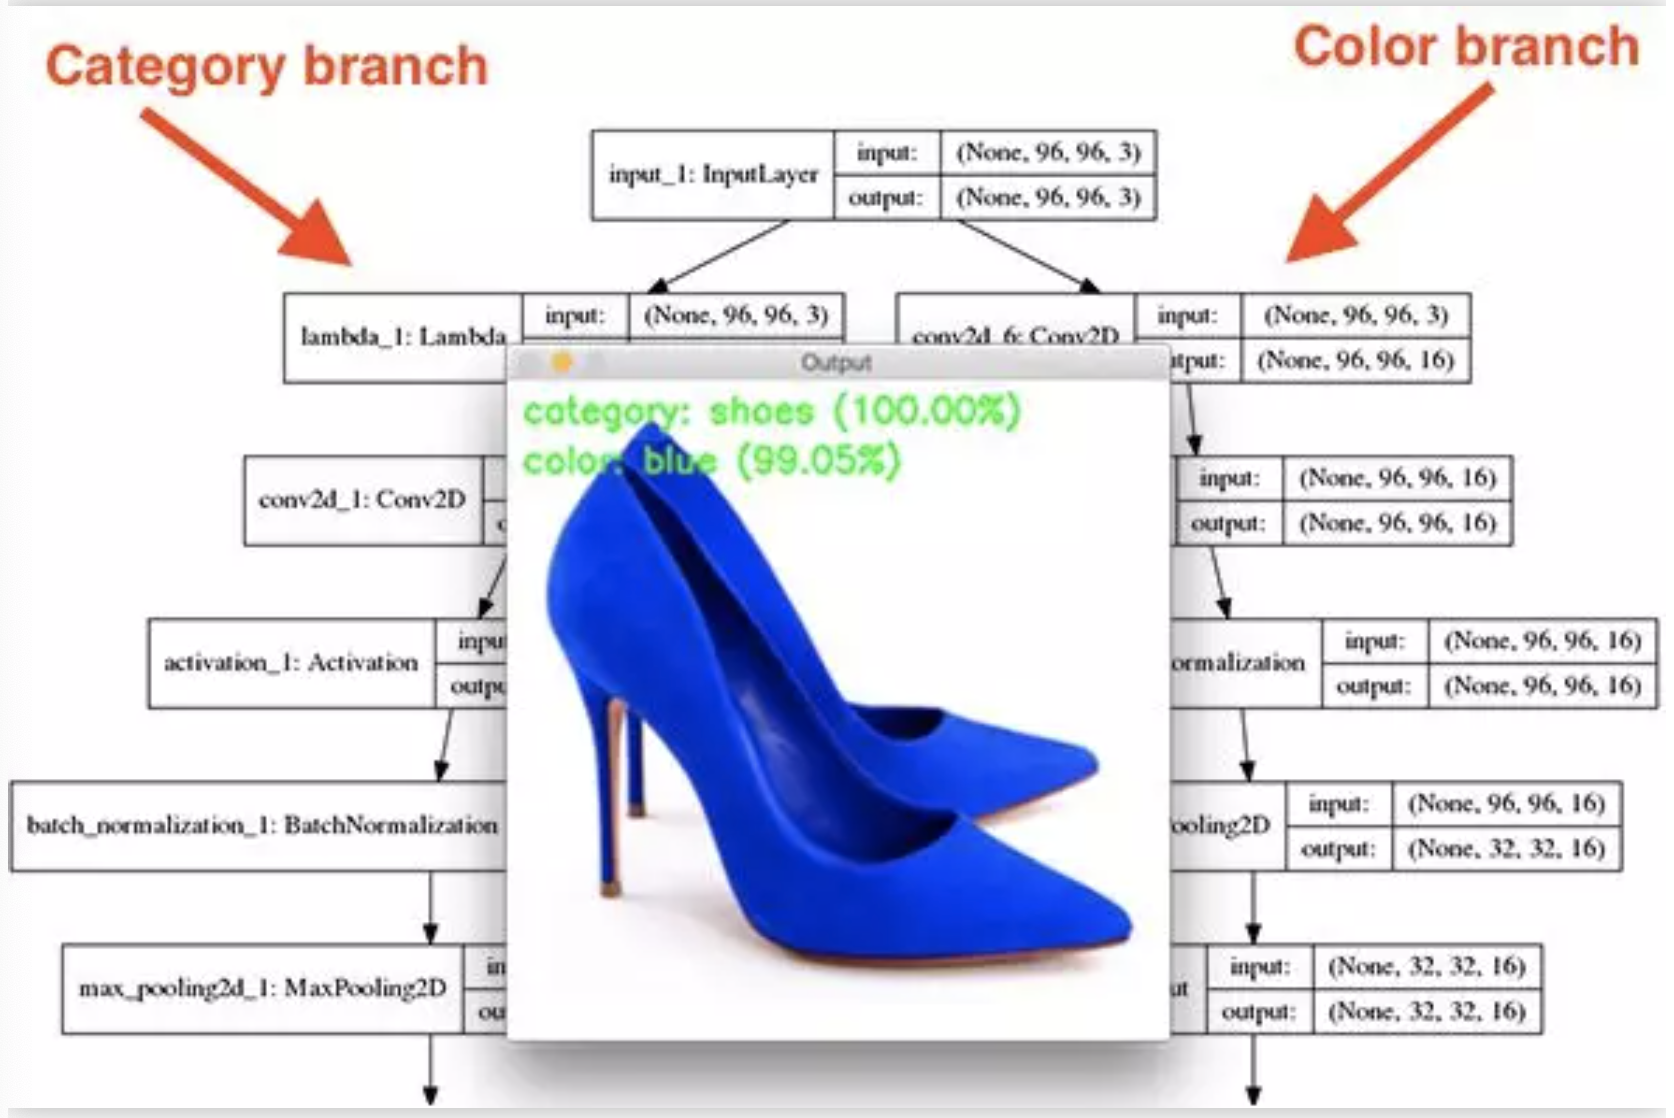 Category branch
Color branch
input_1: InputLayer
input:
(None, 96, 96, 3)
output:
(None, 96, 96, 3)
lambda_1: Lambda
input:
(None, 96, 96, 3)
conv2d_6: Conv2D
input:
(None, 96, 96, 3)
output:
(None, 96, 96, 16)
Output
category: shoes (100.00%)
color: blue (99.05%)
conv2d_1: Conv2D
input:
(None, 96, 96, 16)
output:
(None, 96, 96, 16)
activation_1: Activation
input
outpu
ormalization
input:
(None, 96, 96, 16)
output:
(None, 96, 96, 16)
batch_normalization_1: BatchNormalization
ooling2D
input:
(None, 96, 96, 16)
output:
(None, 32, 32, 16)
max_pooling2d_1: MaxPooling2D
in
ou
ut
input:
(None, 32, 32, 16)
output:
(None, 32, 32, 16)